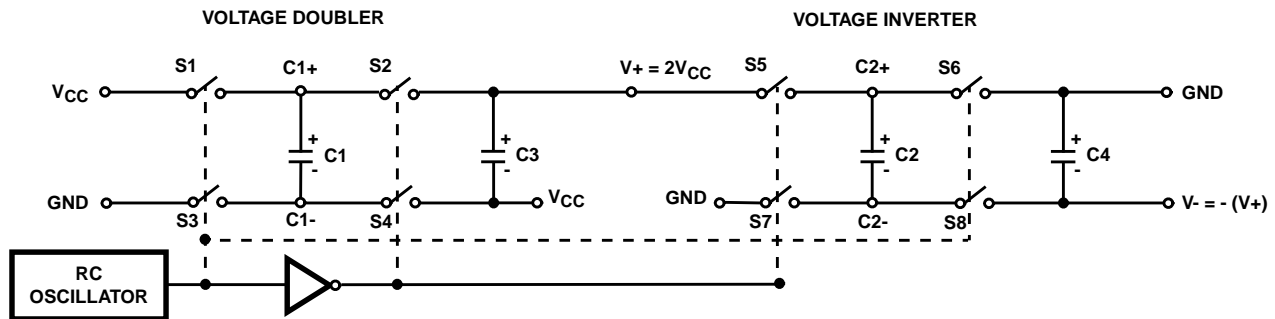 VOLTAGE DOUBLER
VOLTAGE INVERTER
S1 C1+ S2 V+ = 2VCC S5 C2+ S6
VCC GND
+ + + +
C1 C3 C2 C4
- - - -
GND VCC GND V- = - (V+)
S3 C1- S4 S7 C2- S8
RC
OSCILLATOR